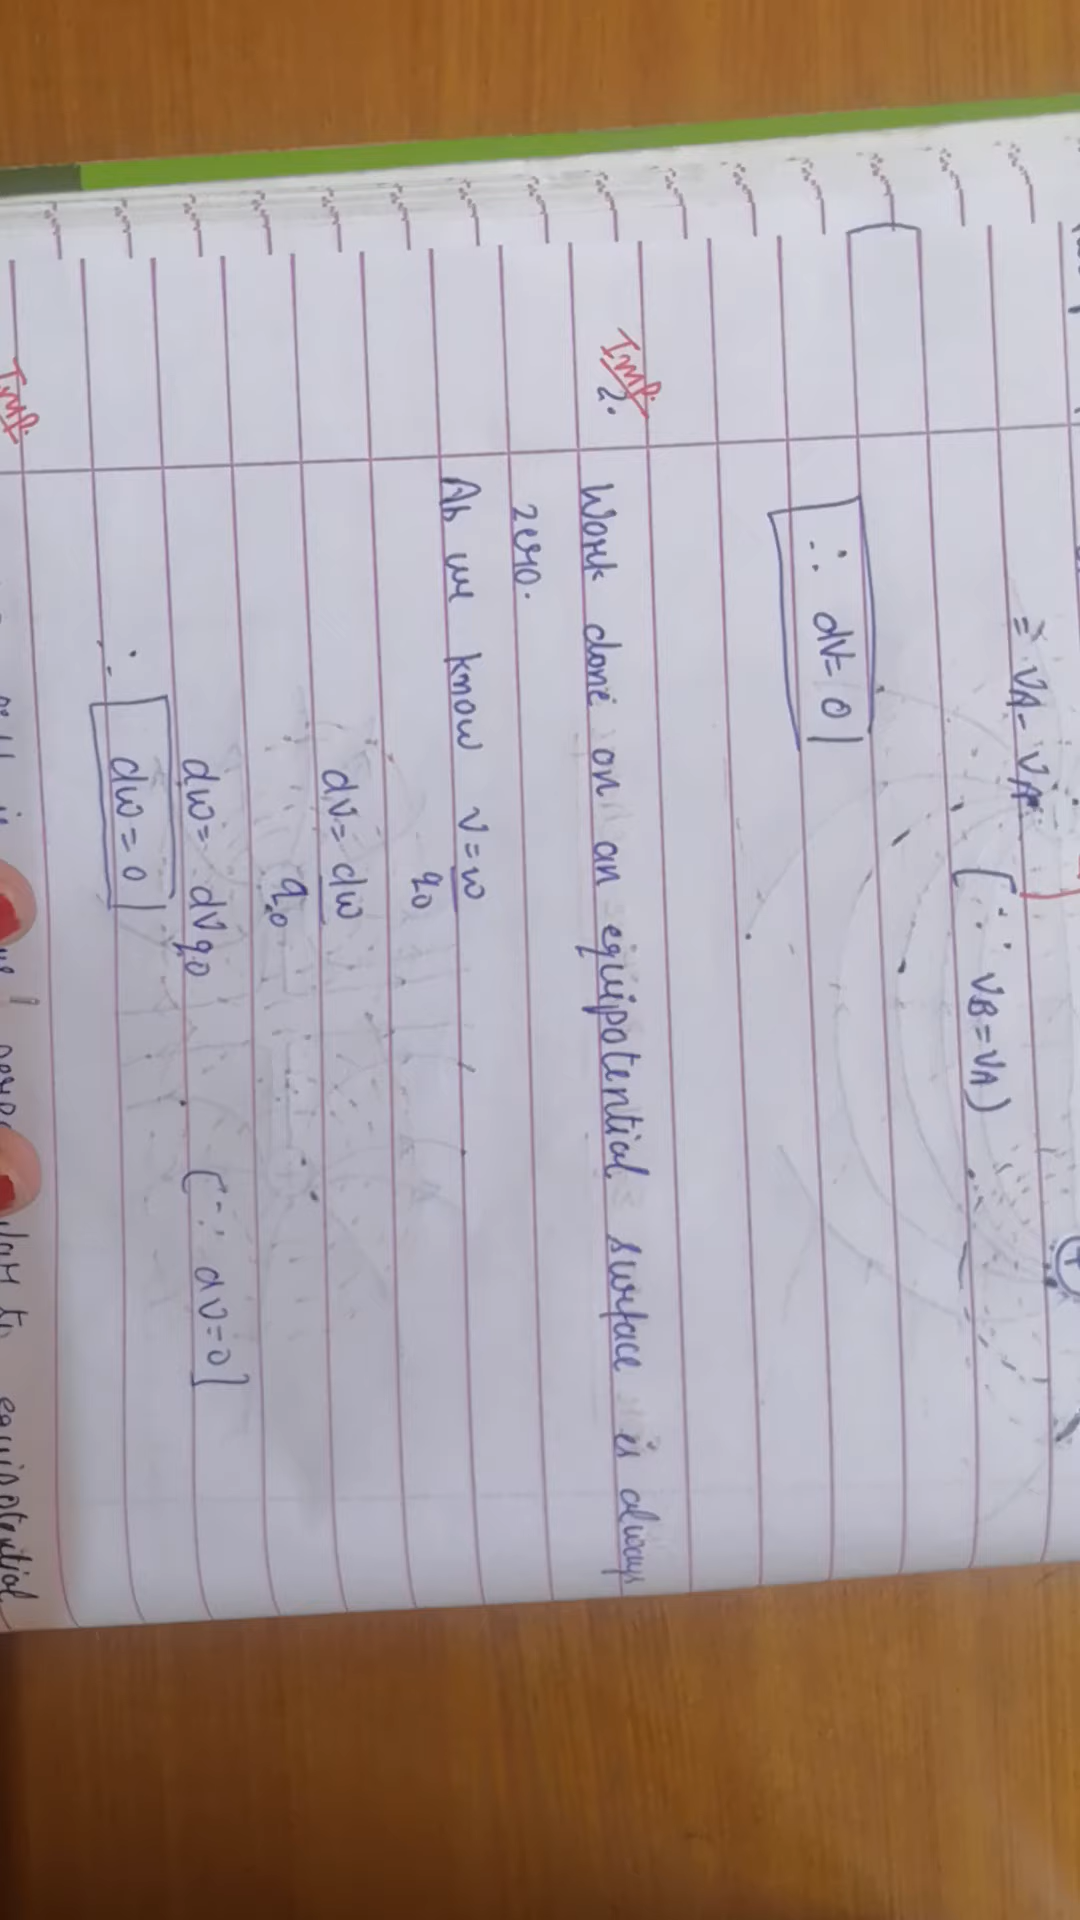 = VA - VA
[∵ VB = VA)
∴ dV = 0
Imp.
2. Work done on an equipotential surface is always
zero.
As we know V = w/q0
dV = dw/q0
dw = dVq0 (∵ dV = 0]
∴ dw = 0
Imp.
equipotential